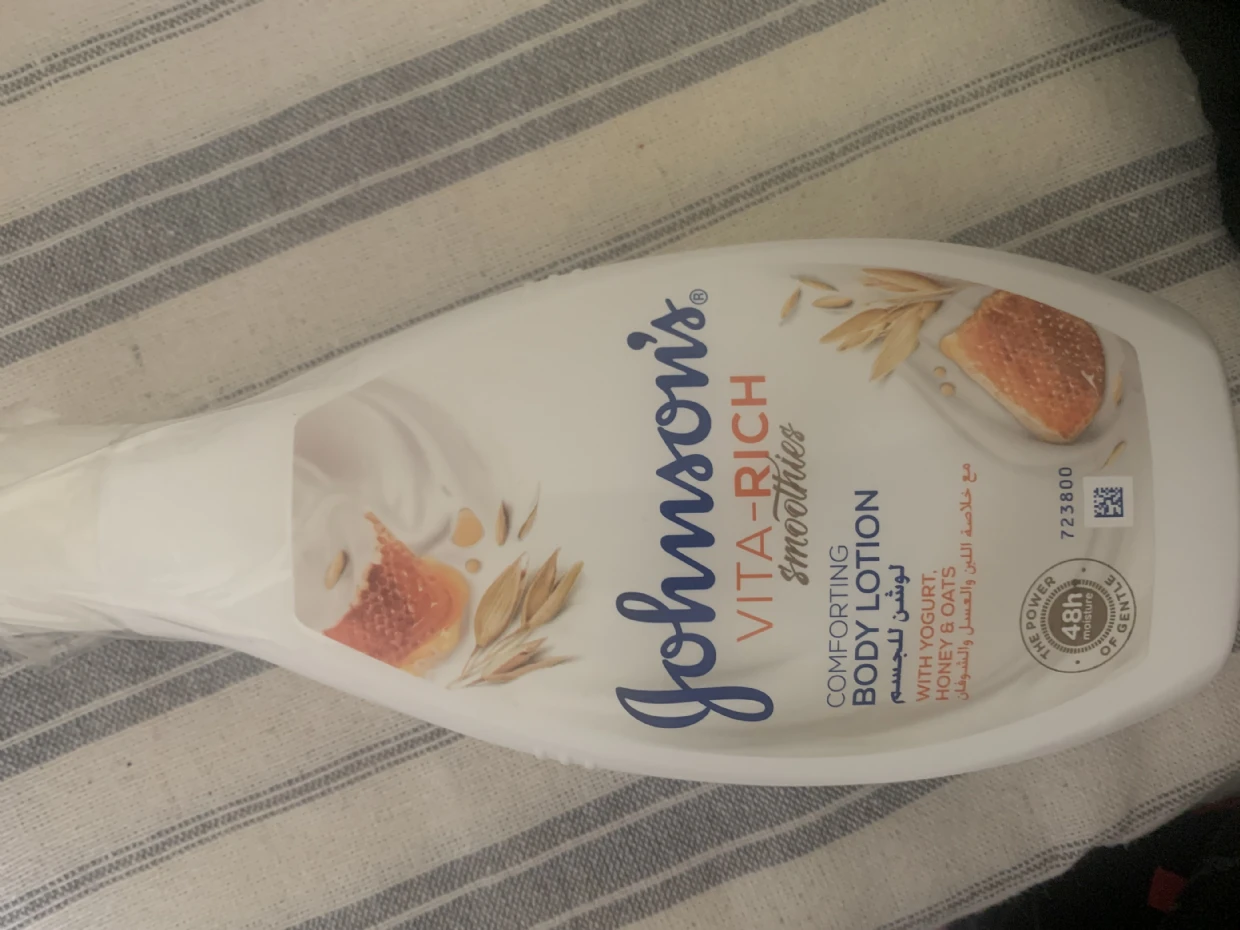 Johnson's®
VITA-RICH
smoothies
COMFORTING
BODY LOTION
لوشن للجسم
WITH YOGURT,
HONEY & OATS
مع خلاصة اللبن والعسل والشوفان
THE POWER
48h
moisture
OF GENTLE
723800